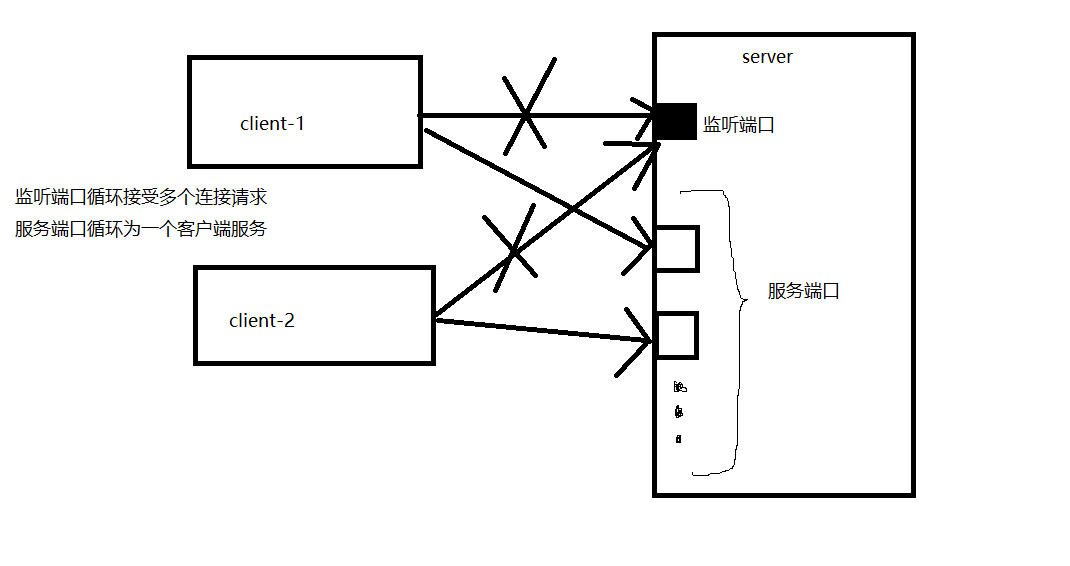 server
client-1
监听端口
监听端口循环接受多个连接请求
服务端口循环为一个客户端服务
服务端口
client-2